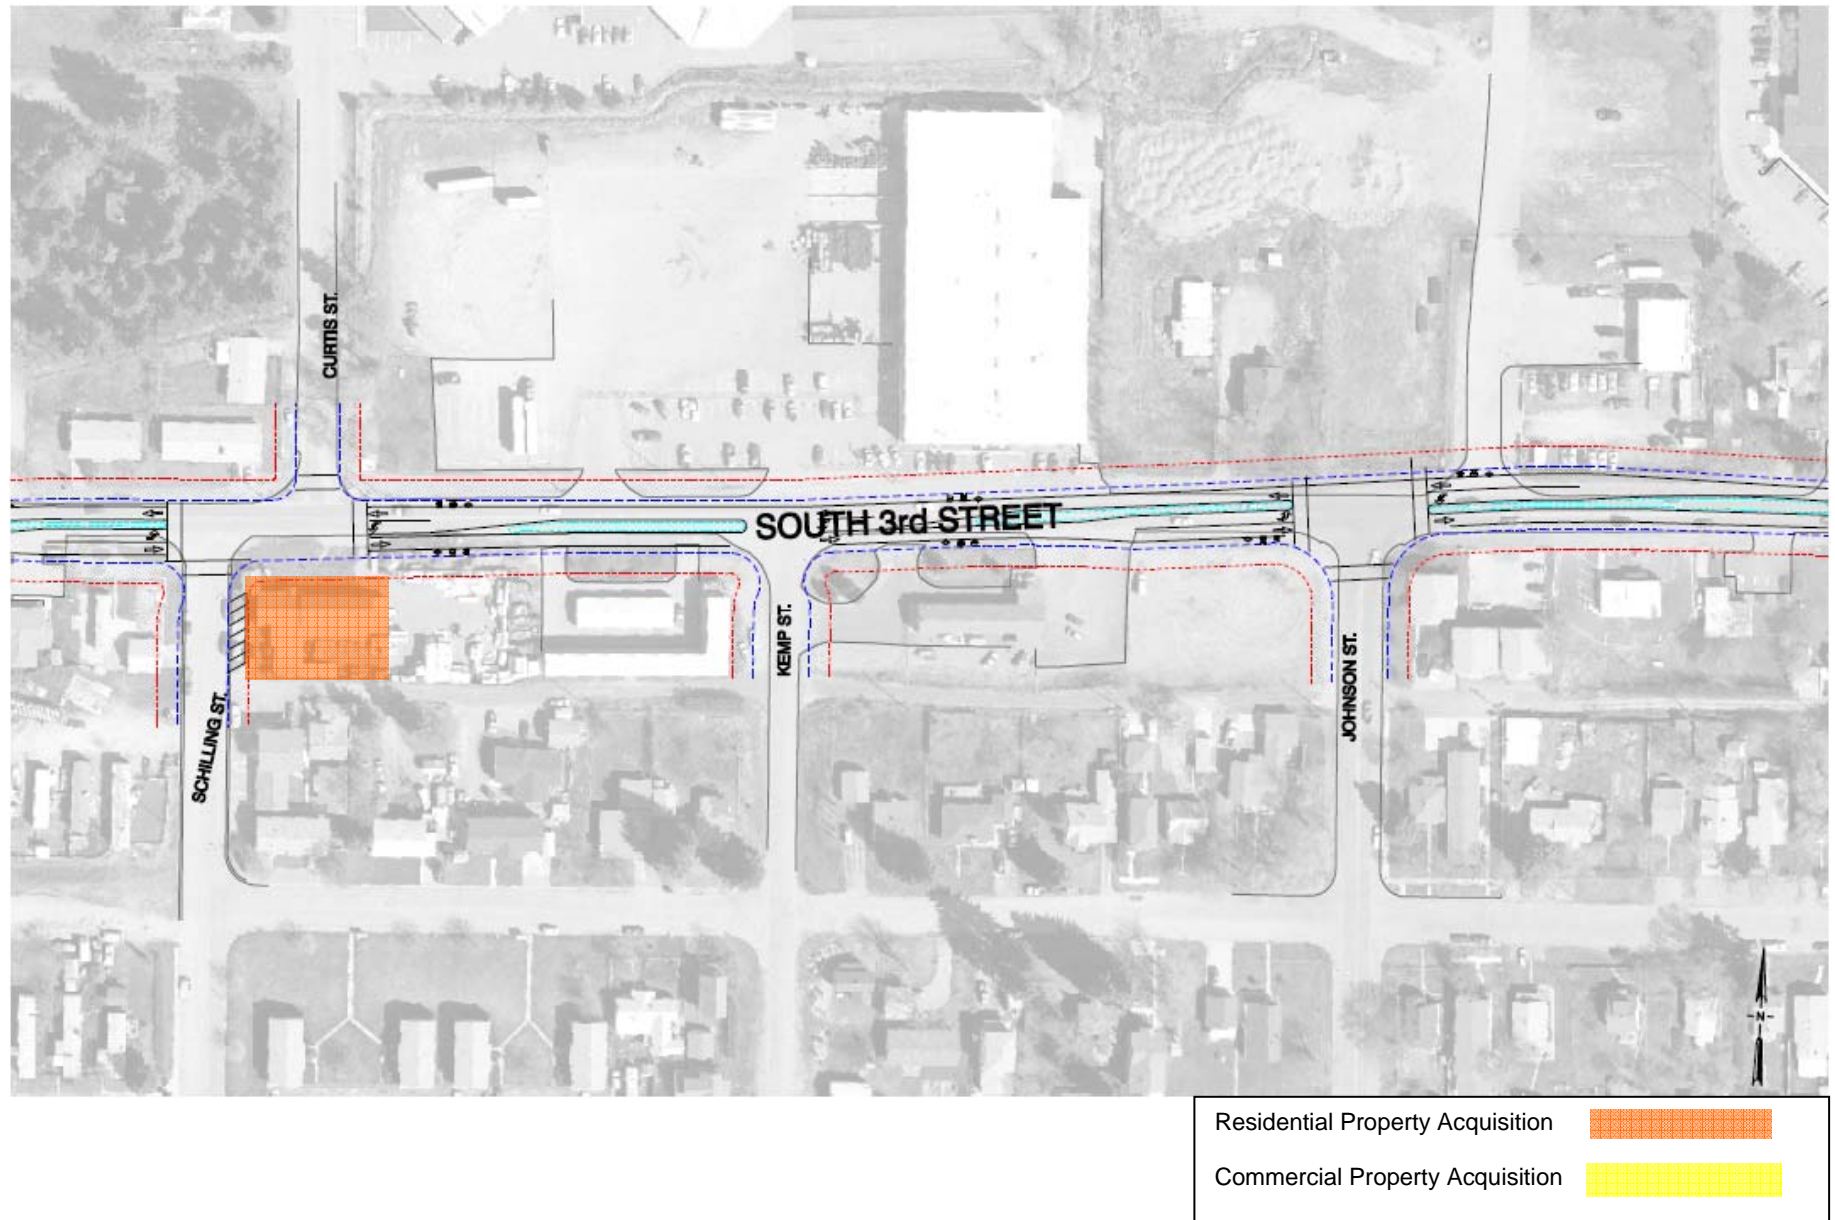 CURTIS ST.
SOUTH 3rd STREET
KEMP ST.
JOHNSON ST.
SCHILLING ST.
-N-
Residential Property Acquisition
Commercial Property Acquisition